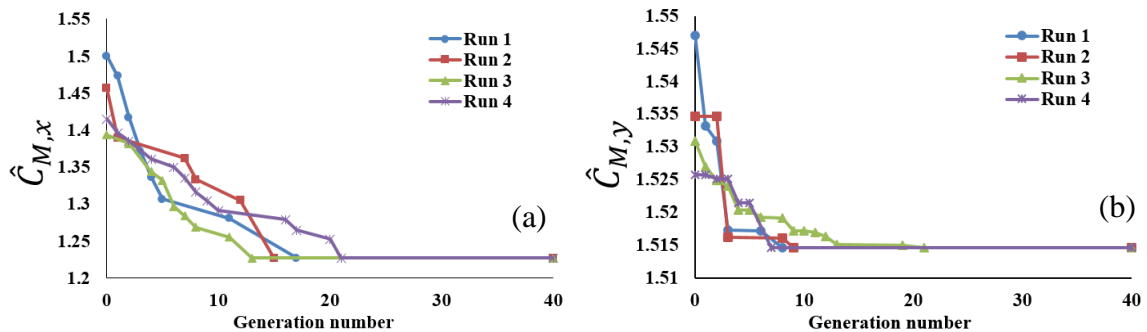 1.55
1.5
1.45
1.4
1.35
1.3
1.25
1.2
0 10 20 30 40
Generation number
Ĉ_M,x
Run 1
Run 2
Run 3
Run 4
(a)
1.55
1.545
1.54
1.535
1.53
1.525
1.52
1.515
1.51
0 10 20 30 40
Generation number
Ĉ_M,y
Run 1
Run 2
Run 3
Run 4
(b)